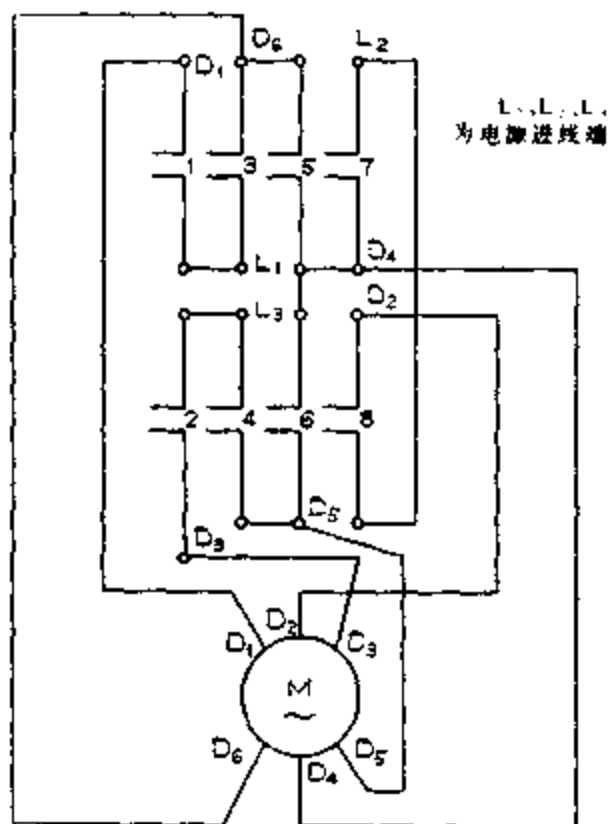 D₆ L₂
D₁
L₁、L₂、L₃
为电源进线端
1 3 5 7
L₁ D₄
L₃ D₂
2 4 6 8
D₅
D₃
D₂
D₁ D₃
M
~
D₆ D₅
D₄